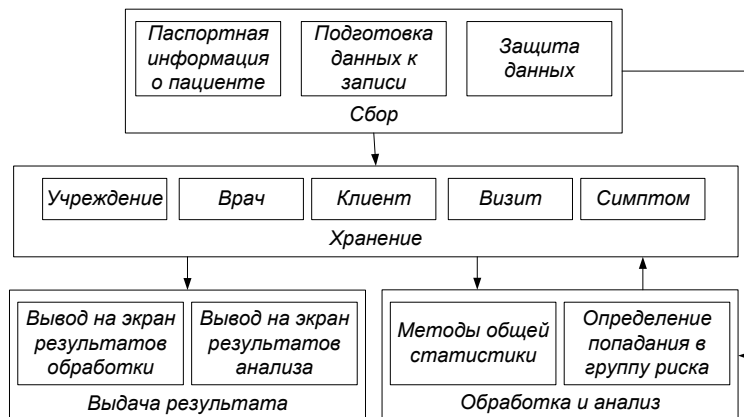 Паспортная
информация
о пациенте
Подготовка
данных к
записи
Защита
данных
Сбор
Учреждение
Врач
Клиент
Визит
Симптом
Хранение
Вывод на экран
результатов
обработки
Вывод на экран
результатов
анализа
Выдача результата
Методы общей
статистики
Определение
попадания в
группу риска
Обработка и анализ